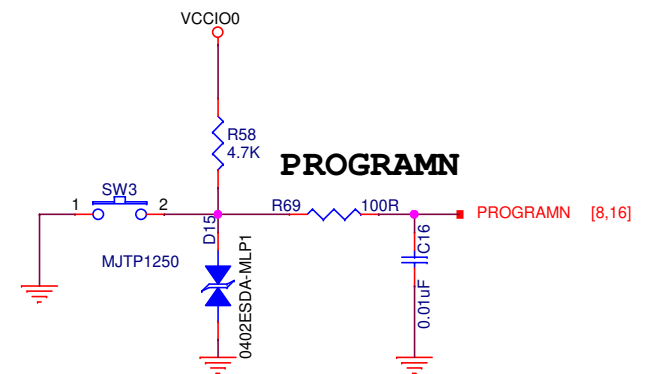 VCCIO0
R58
4.7K
PROGRAMN
SW3
1
2
R69
100R
PROGRAMN [8,16]
D15
C16
MJTP1250
0402ESDA-MLP1
0.01uF